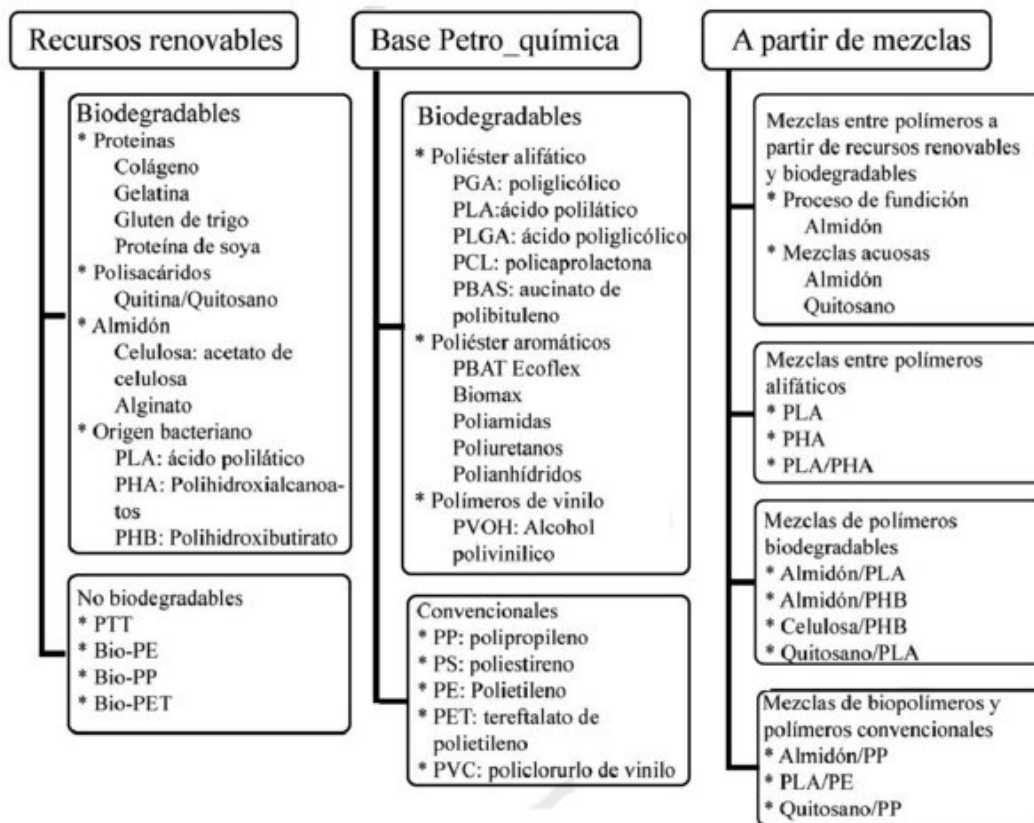 Recursos renovables
Biodegradables
* Proteinas
Colágeno
Gelatina
Gluten de trigo
Proteína de soya
* Polisacáridos
Quitina/Quitosano
* Almidón
Celulosa: acetato de
celulosa
Alginato
* Origen bacteriano
PLA: ácido polilático
PHA: Polihidroxialcanoa-
tos
PHB: Polihidroxibutirato
No biodegradables
* PTT
* Bio-PE
* Bio-PP
* Bio-PET
Base Petro_química
Biodegradables
* Poliéster alifático
PGA: poliglicólico
PLA:ácido polilático
PLGA: ácido poliglicólico
PCL: policaprolactona
PBAS: aucinato de
polibituleno
* Poliéster aromáticos
PBAT Ecoflex
Biomax
Poliamidas
Poliuretanos
Polianhídridos
* Polímeros de vinilo
PVOH: Alcohol
polivinilico
Convencionales
* PP: polipropileno
* PS: poliestireno
* PE: Polietileno
* PET: tereftalato de
polietileno
* PVC: policlorurlo de vinilo
A partir de mezclas
Mezclas entre polímeros a
partir de recursos renovables
y biodegradables
* Proceso de fundición
Almidón
* Mezclas acuosas
Almidón
Quitosano
Mezclas entre polímeros
alifáticos
* PLA
* PHA
* PLA/PHA
Mezclas de polímeros
biodegradables
* Almidón/PLA
* Almidón/PHB
* Celulosa/PHB
* Quitosano/PLA
Mezclas de biopolímeros y
polímeros convencionales
* Almidón/PP
* PLA/PE
* Quitosano/PP